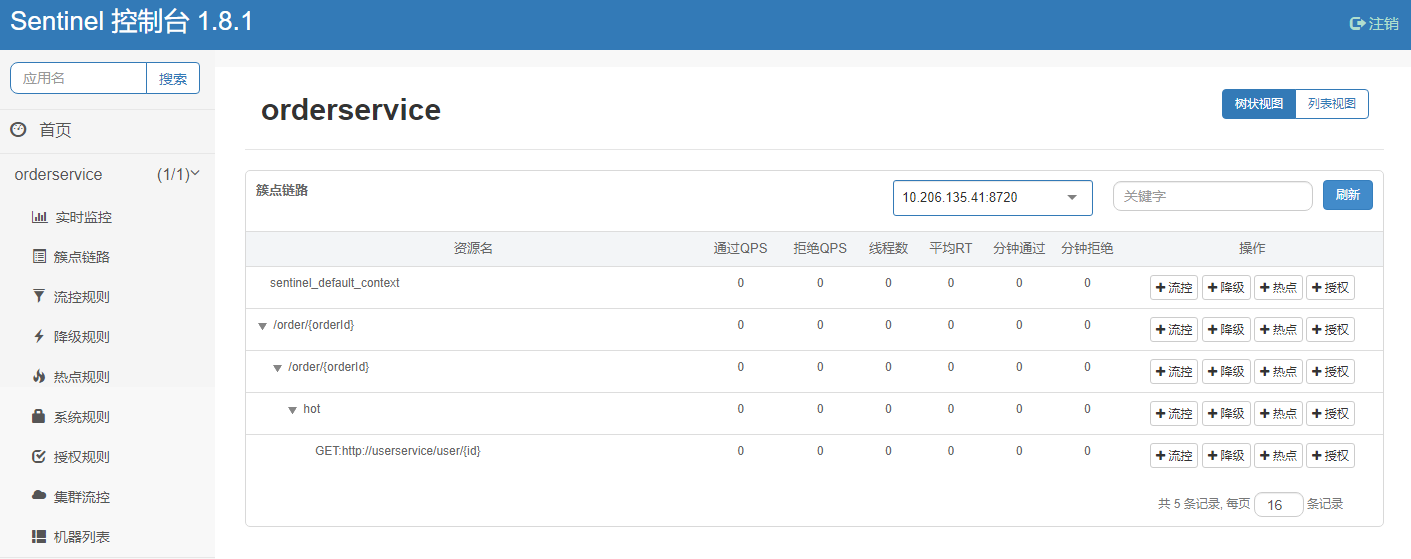 Sentinel 控制台 1.8.1
注销
应用名 搜索
首页
orderservice (1/1)
实时监控
簇点链路
流控规则
降级规则
热点规则
系统规则
授权规则
集群流控
机器列表
orderservice
树状视图 列表视图
簇点链路 10.206.135.41:8720 关键字 刷新
资源名 通过QPS 拒绝QPS 线程数 平均RT 分钟通过 分钟拒绝 操作
sentinel_default_context 0 0 0 0 0 0 +流控 +降级 +热点 +授权
/order/{orderId} 0 0 0 0 0 0 +流控 +降级 +热点 +授权
/order/{orderId} 0 0 0 0 0 0 +流控 +降级 +热点 +授权
hot 0 0 0 0 0 0 +流控 +降级 +热点 +授权
GET:http://userservice/user/{id} 0 0 0 0 0 0 +流控 +降级 +热点 +授权
共 5 条记录, 每页 16 条记录